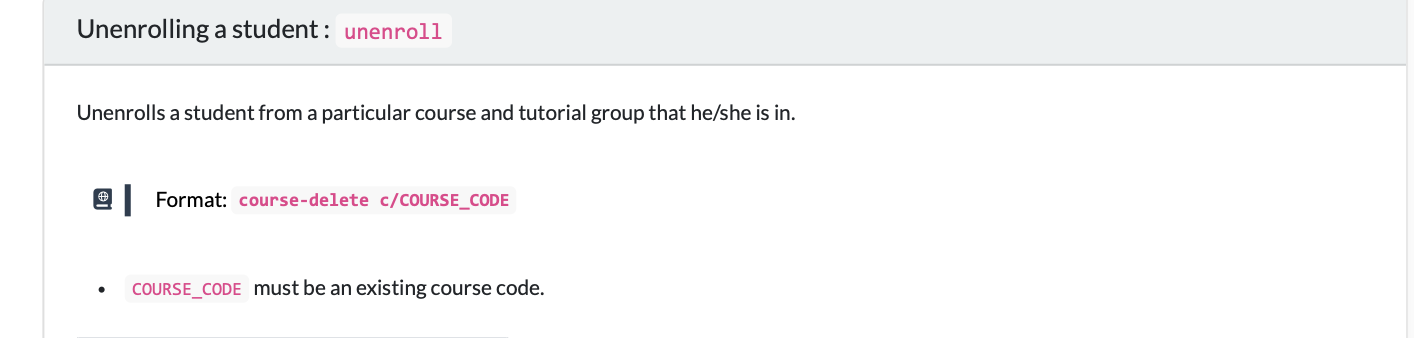 Unenrolling a student : unenroll
Unenrolls a student from a particular course and tutorial group that he/she is in.
Format: course-delete c/COURSE_CODE
• COURSE_CODE must be an existing course code.